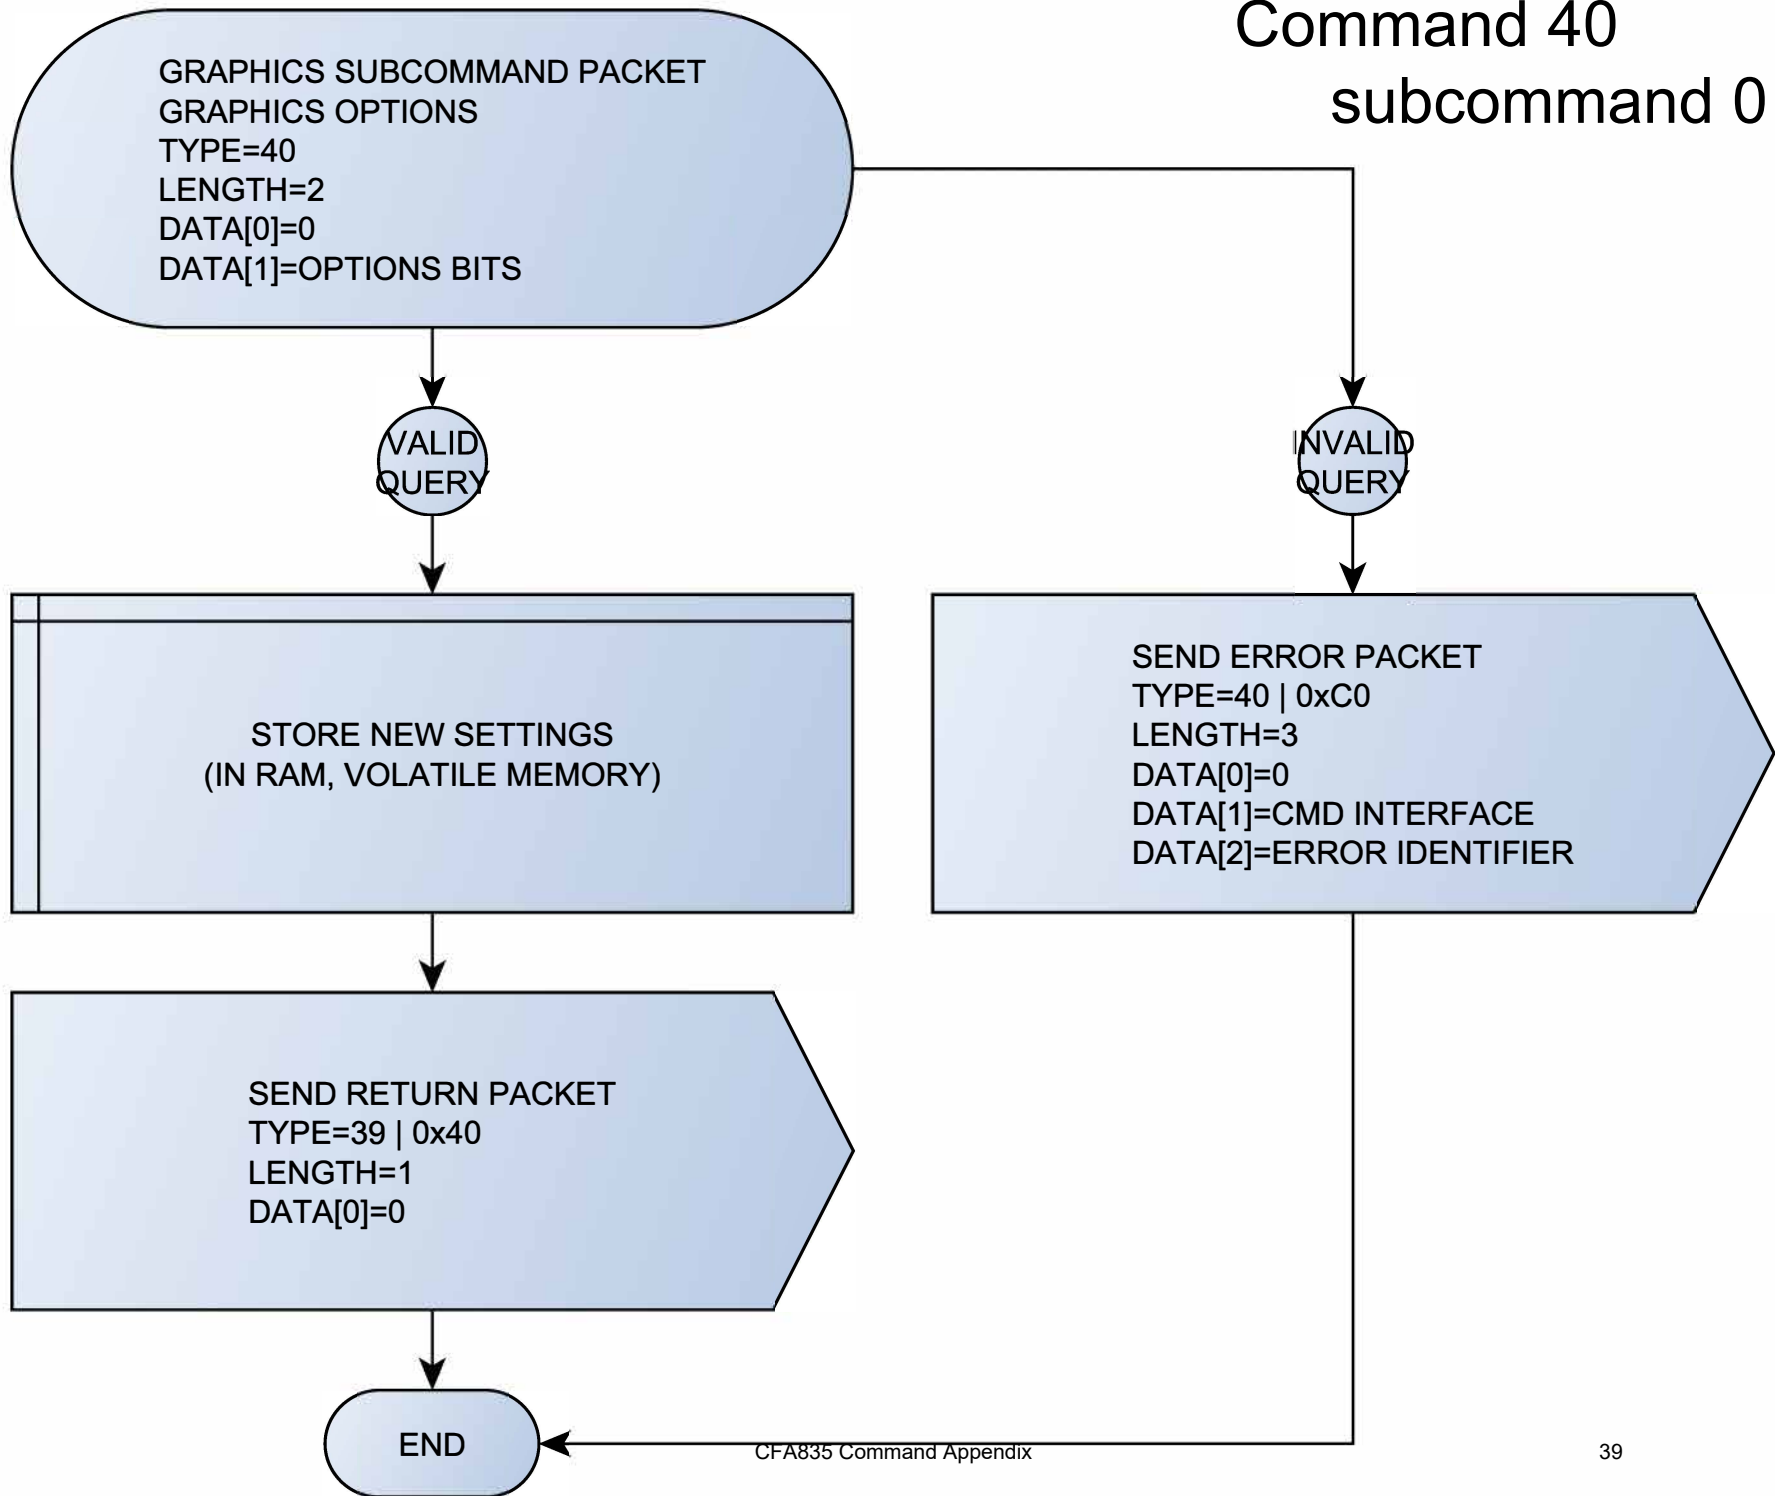 Command 40
subcommand 0
GRAPHICS SUBCOMMAND PACKET
GRAPHICS OPTIONS
TYPE=40
LENGTH=2
DATA[0]=0
DATA[1]=OPTIONS BITS
VALID
QUERY
INVALID
QUERY
STORE NEW SETTINGS
(IN RAM, VOLATILE MEMORY)
SEND ERROR PACKET
TYPE=40 | 0xC0
LENGTH=3
DATA[0]=0
DATA[1]=CMD INTERFACE
DATA[2]=ERROR IDENTIFIER
SEND RETURN PACKET
TYPE=39 | 0x40
LENGTH=1
DATA[0]=0
END
CFA835 Command Appendix
39